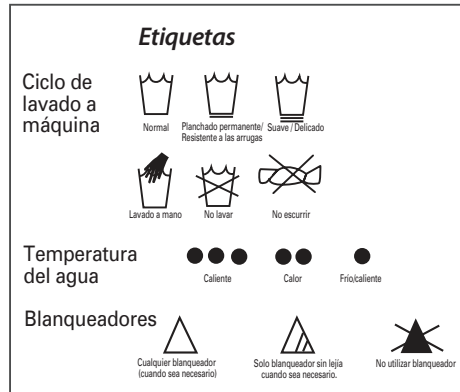 Etiquetas
Ciclo de
lavado a
máquina
Normal
Planchado permanente/
Resistente a las arrugas
Suave / Delicado
Lavado a mano
No lavar
No escurrir
Temperatura
del agua
Caliente
Calor
Frío/caliente
Blanqueadores
Cualquier blanqueador
(cuando sea necesario)
Solo blanqueador sin lejía
cuando sea necesario.
No utilizar blanqueador